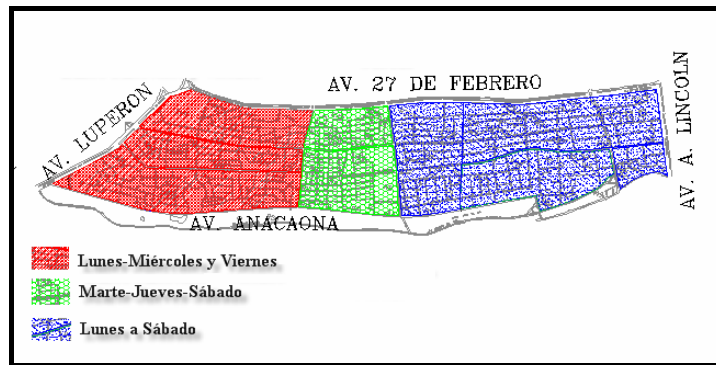 AV. 27 DE FEBRERO
AV. LUPERON
AV. A. LINCOLN
AV. ANACAONA
Lunes-Miércoles y Viernes
Marte-Jueves-Sábado
Lunes a Sábado